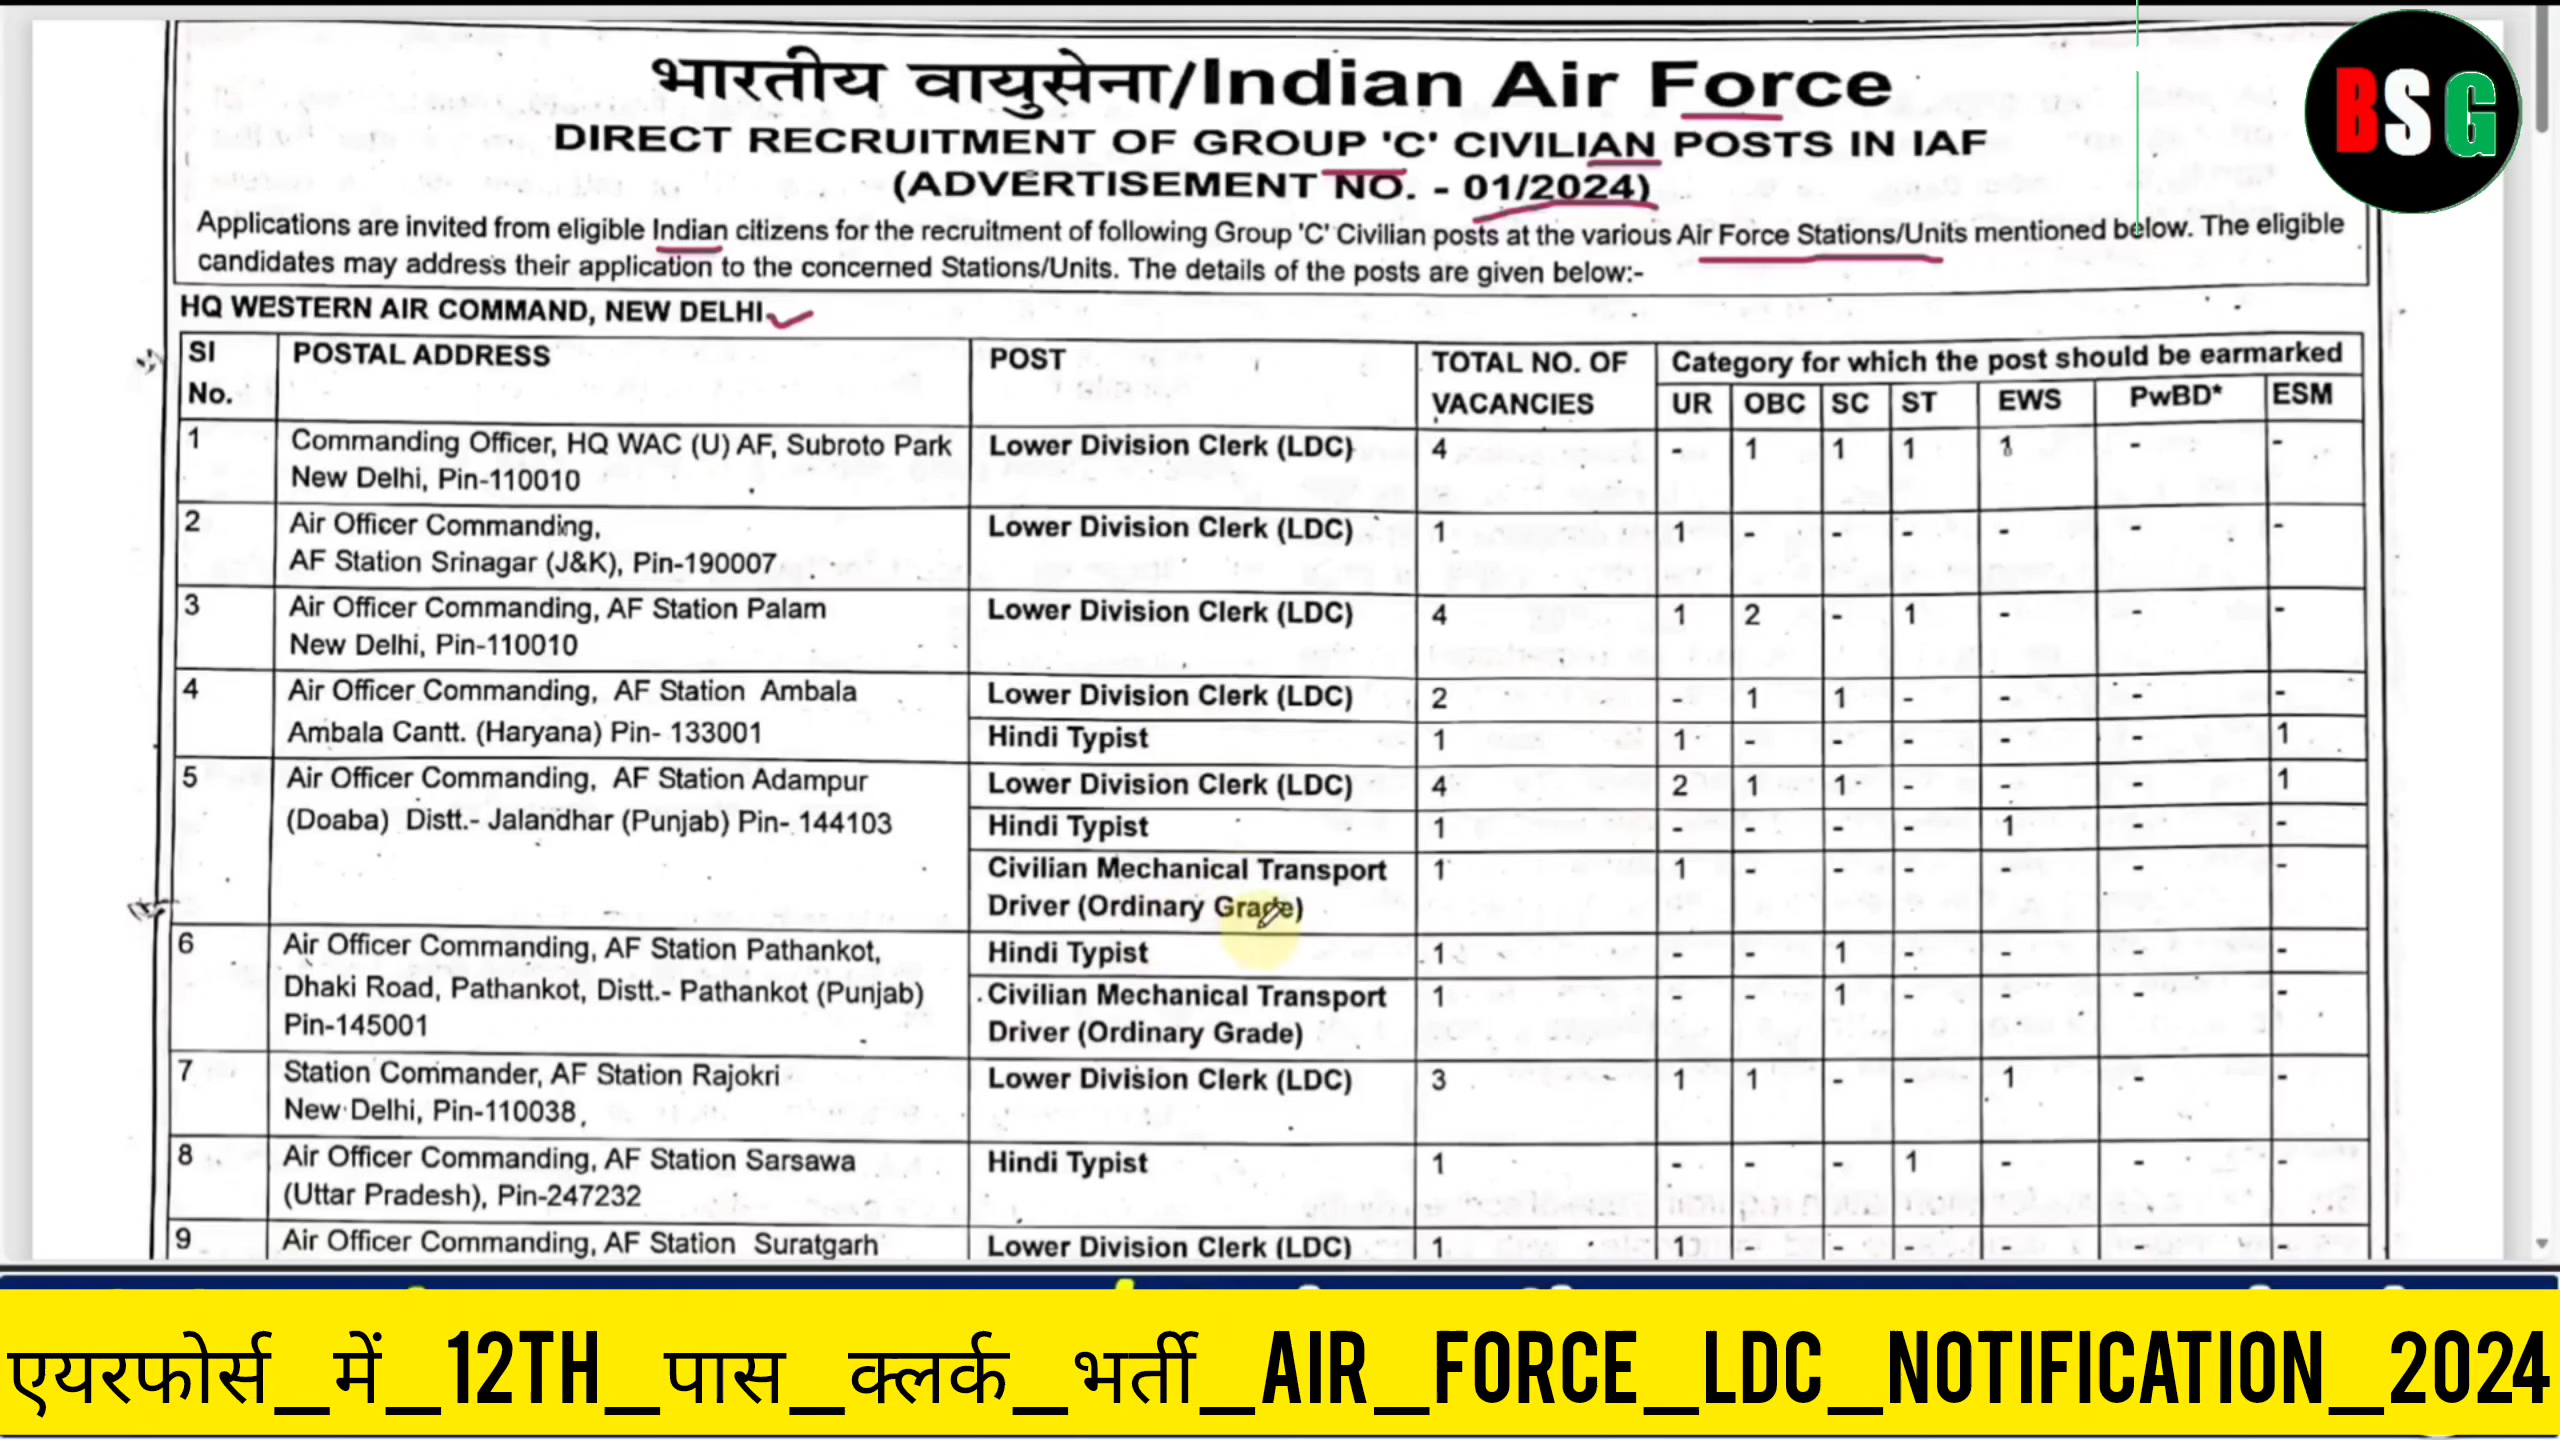 भारतीय वायुसेना/Indian Air Force
DIRECT RECRUITMENT OF GROUP 'C' CIVILIAN POSTS IN IAF
(ADVERTISEMENT NO. - 01/2024)
BSG
Applications are invited from eligible Indian citizens for the recruitment of following Group 'C' Civilian posts at the various Air Force Stations/Units mentioned below. The eligible
candidates may address their application to the concerned Stations/Units. The details of the posts are given below:-
HQ WESTERN AIR COMMAND, NEW DELHI
SI No. POSTAL ADDRESS POST TOTAL NO. OF VACANCIES Category for which the post should be earmarked
UR OBC SC ST EWS PwBD* ESM
1 Commanding Officer, HQ WAC (U) AF, Subroto Park Lower Division Clerk (LDC) 4 - 1 1 1 1 - -
New Delhi, Pin-110010
2 Air Officer Commanding, Lower Division Clerk (LDC) 1 1 - - - - - -
AF Station Srinagar (J&K), Pin-190007
3 Air Officer Commanding, AF Station Palam Lower Division Clerk (LDC) 4 1 2 - 1 - - -
New Delhi, Pin-110010
4 Air Officer Commanding, AF Station Ambala Lower Division Clerk (LDC) 2 - 1 1 - - - -
Ambala Cantt. (Haryana) Pin- 133001 Hindi Typist 1 1 - - - - - 1
5 Air Officer Commanding, AF Station Adampur Lower Division Clerk (LDC) 4 2 1 1 - - - 1
(Doaba) Distt.- Jalandhar (Punjab) Pin- 144103 Hindi Typist 1 - - - - 1 - -
Civilian Mechanical Transport 1 1 - - - - - -
Driver (Ordinary Grade)
6 Air Officer Commanding, AF Station Pathankot, Hindi Typist 1 - - 1 - - - -
Dhaki Road, Pathankot, Distt.- Pathankot (Punjab) Civilian Mechanical Transport 1 - - 1 - - - -
Pin-145001 Driver (Ordinary Grade)
7 Station Commander, AF Station Rajokri Lower Division Clerk (LDC) 3 1 1 - - 1 - -
New Delhi, Pin-110038,
8 Air Officer Commanding, AF Station Sarsawa Hindi Typist 1 - - - 1 - - -
(Uttar Pradesh), Pin-247232
9 Air Officer Commanding, AF Station Suratgarh Lower Division Clerk (LDC) 1 1 - - - - - -
एयरफोर्स_में_12TH_पास_क्लर्क_भर्ती_AIR_FORCE_LDC_NOTIFICATION_2024